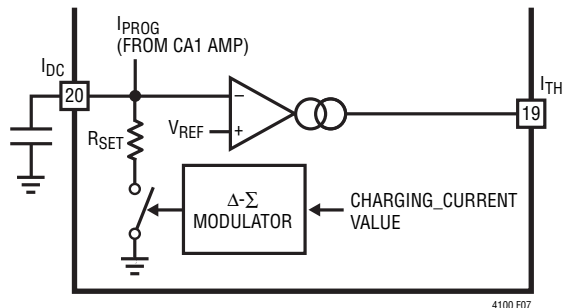 I_PROG
(FROM CA1 AMP)
I_DC
20
I_TH
19
−
V_REF
+
R_SET
Δ-Σ
MODULATOR
CHARGING_CURRENT
VALUE
4100 F07